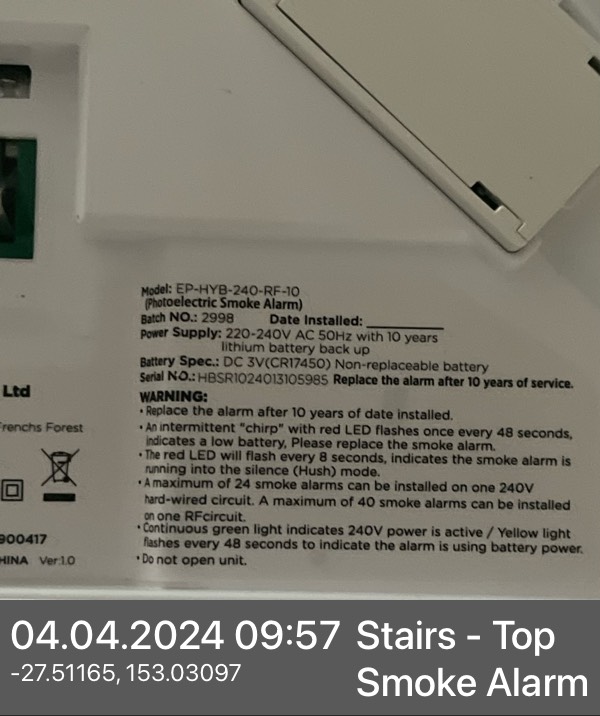 Model: EP-HYB-240-RF-10
(Photoelectric Smoke Alarm)
Batch NO.: 2998 Date Installed:
Power Supply: 220-240V AC 50Hz with 10 years
lithium battery back up
Battery Spec.: DC 3V(CR17450) Non-replaceable battery
Serial NO.: HBSR1024013105985 Replace the alarm after 10 years of service.
WARNING:
• Replace the alarm after 10 years of date installed.
• An intermittent "chirp" with red LED flashes once every 48 seconds,
indicates a low battery, Please replace the smoke alarm.
• The red LED will flash every 8 seconds, indicates the smoke alarm is
running into the silence (Hush) mode.
• A maximum of 24 smoke alarms can be installed on one 240V
hard-wired circuit. A maximum of 40 smoke alarms can be installed
on one RFcircuit.
• Continuous green light indicates 240V power is active / Yellow light
flashes every 48 seconds to indicate the alarm is using battery power.
• Do not open unit.
Ltd
Frenchs Forest
900417
HINA Ver:1.0
04.04.2024 09:57
-27.51165, 153.03097
Stairs - Top
Smoke Alarm